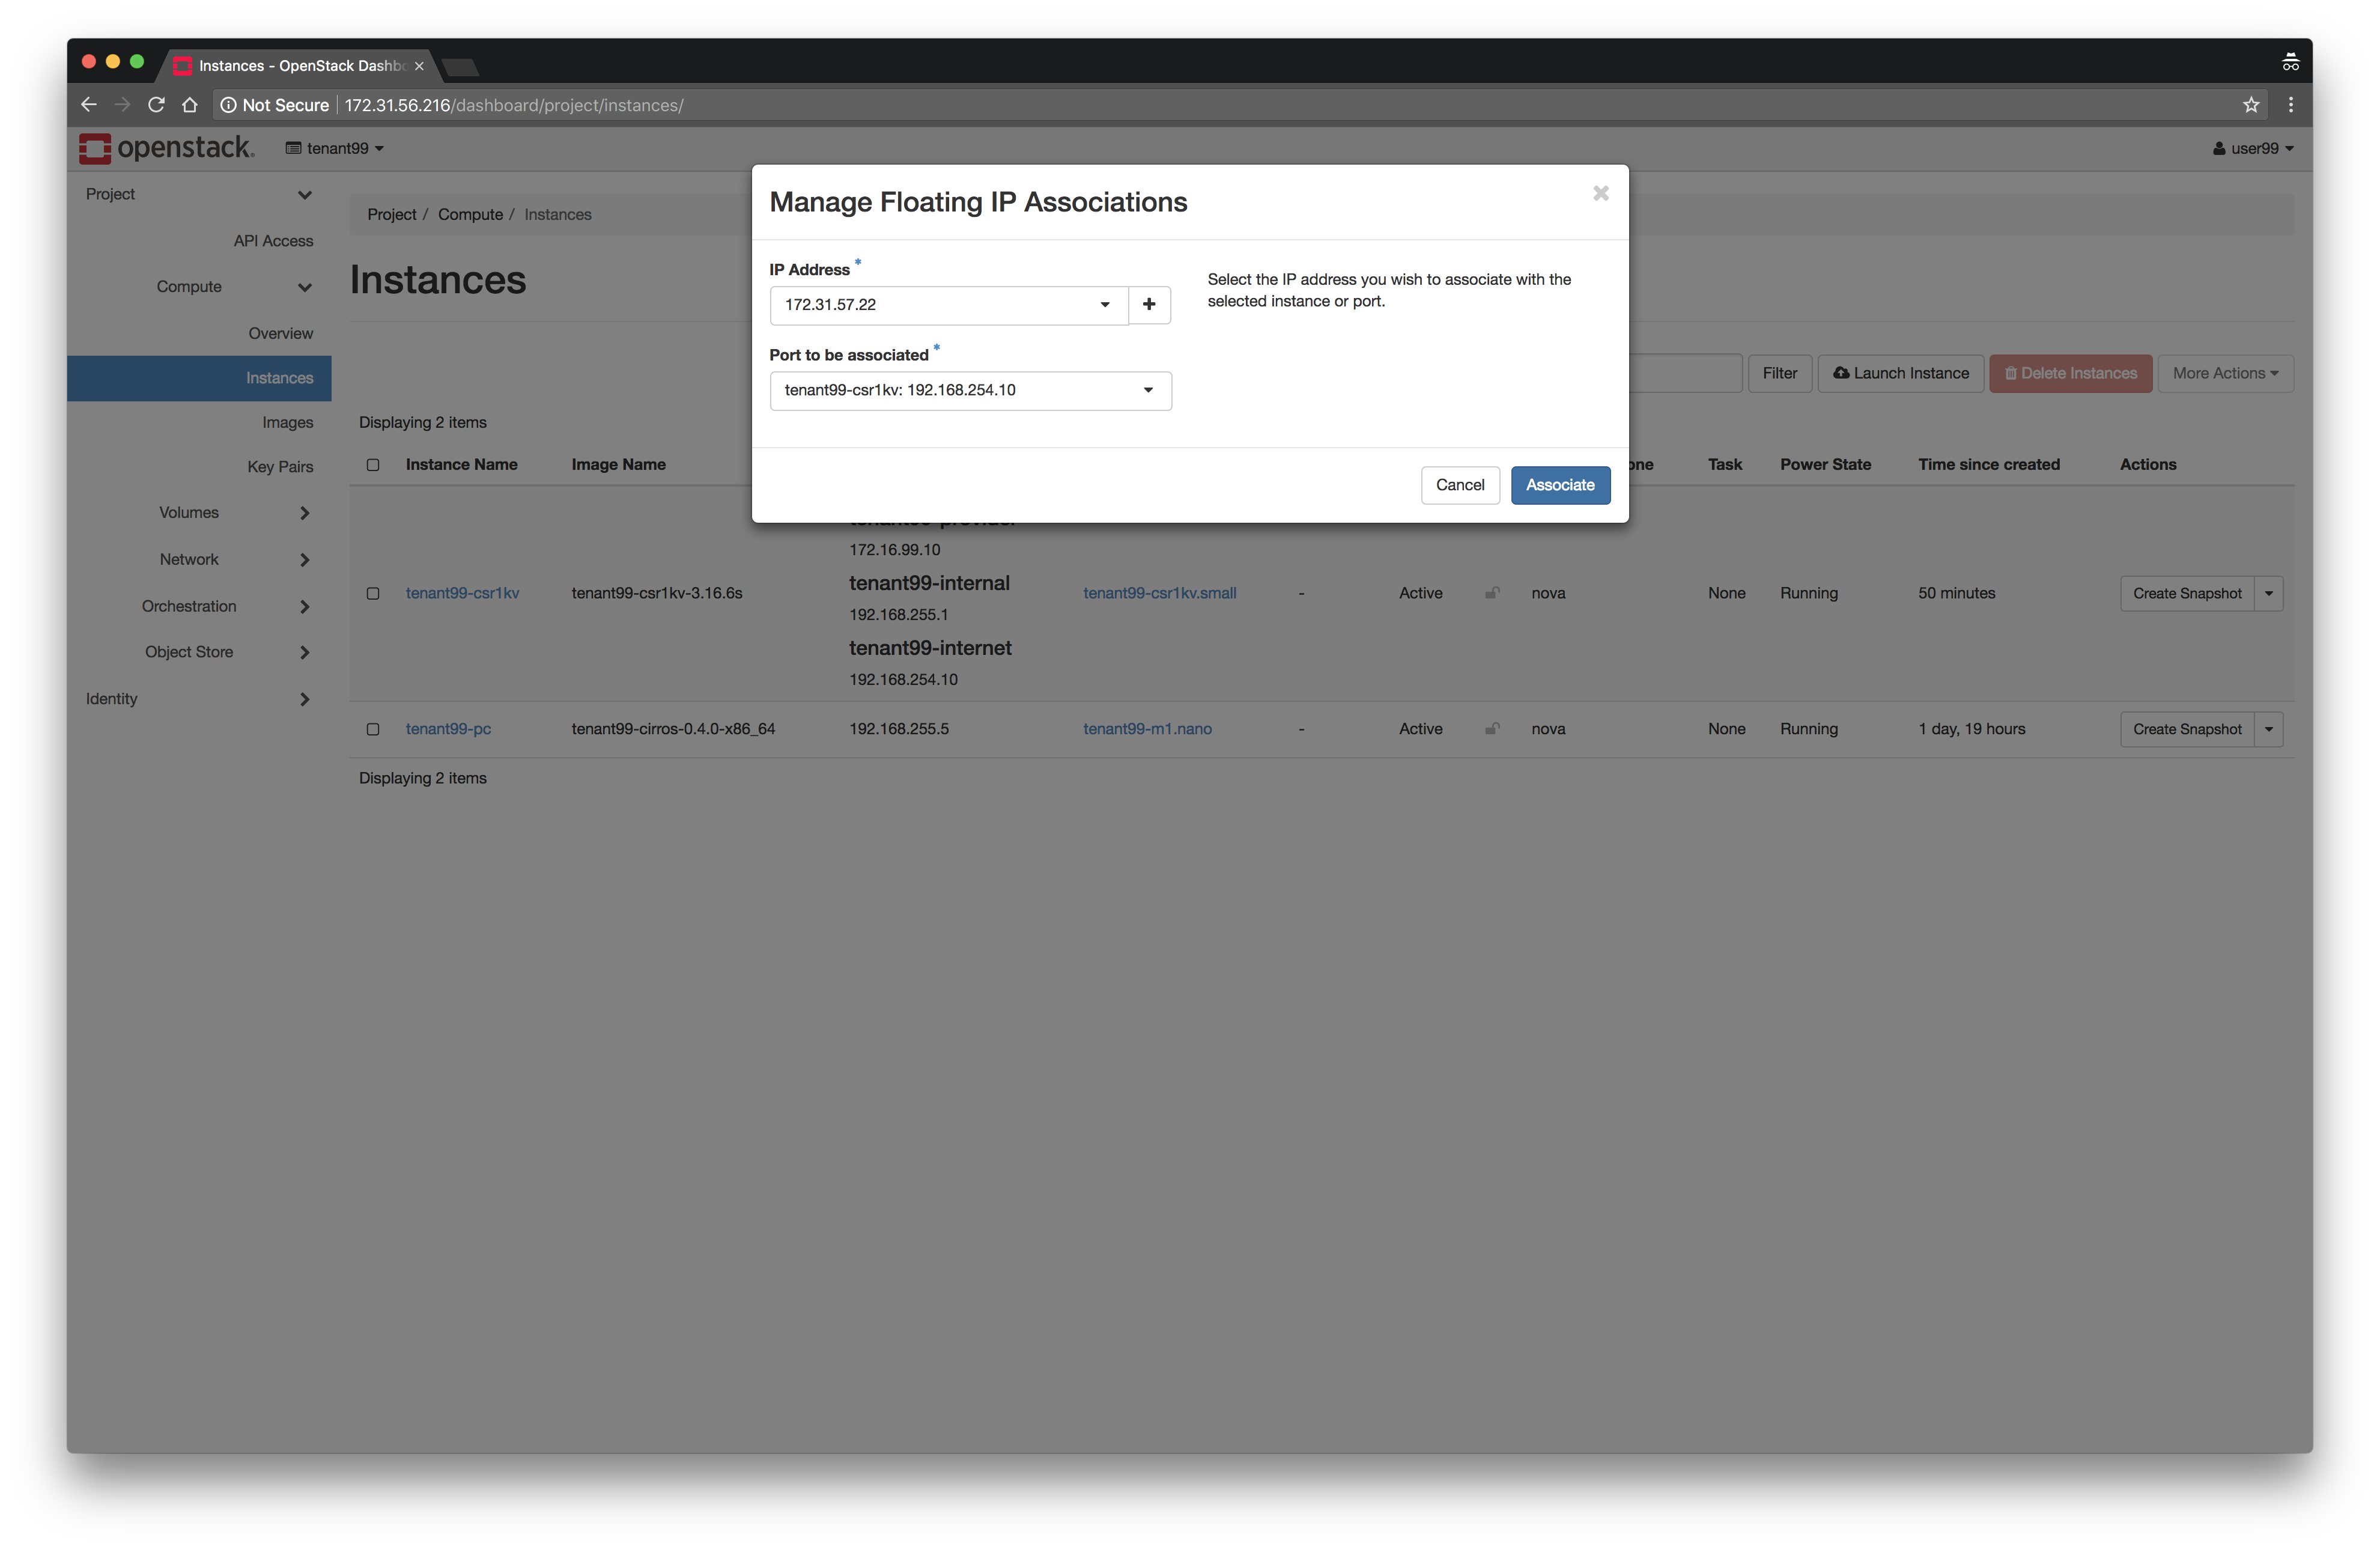 Instances - OpenStack Dashbo
Not Secure 172.31.56.216/dashboard/project/instances/
openstack. tenant99 user99
Project
API Access
Compute
Overview
Instances
Images
Key Pairs
Volumes
Network
Orchestration
Object Store
Identity
Project / Compute / Instances
Instances
Manage Floating IP Associations
IP Address *
172.31.57.22
Port to be associated *
tenant99-csr1kv: 192.168.254.10
Select the IP address you wish to associate with the
selected instance or port.
Cancel Associate
Filter Launch Instance Delete Instances More Actions
Displaying 2 items
Instance Name Image Name one Task Power State Time since created Actions
172.16.99.10
tenant99-internal
tenant99-csr1kv tenant99-csr1kv-3.16.6s tenant99-csr1kv.small - Active nova None Running 50 minutes Create Snapshot
192.168.255.1
tenant99-internet
192.168.254.10
tenant99-pc tenant99-cirros-0.4.0-x86_64 192.168.255.5 tenant99-m1.nano - Active nova None Running 1 day, 19 hours Create Snapshot
Displaying 2 items